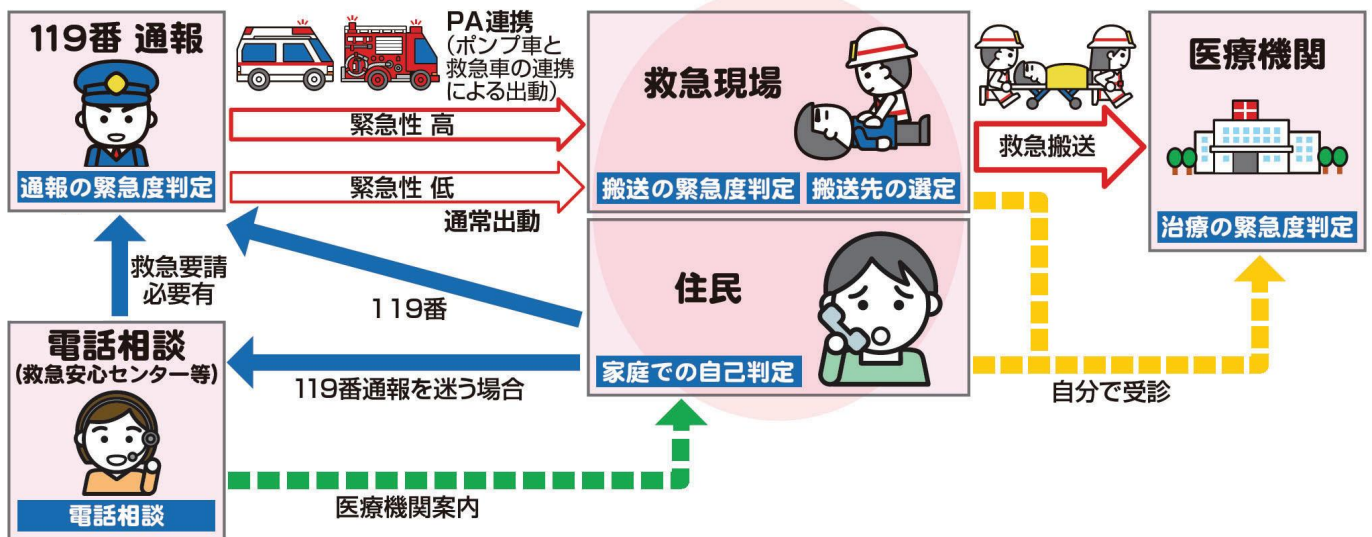 119番 通報
通報の緊急度判定
PA連携
(ポンプ車と
救急車の連携
による出動)
緊急性 高
緊急性 低
通常出動
救急現場
搬送の緊急度判定
搬送先の選定
救急搬送
医療機関
治療の緊急度判定
救急要請
必要有
119番
住民
家庭での自己判定
電話相談
(救急安心センター等)
119番通報を迷う場合
自分で受診
電話相談
医療機関案内